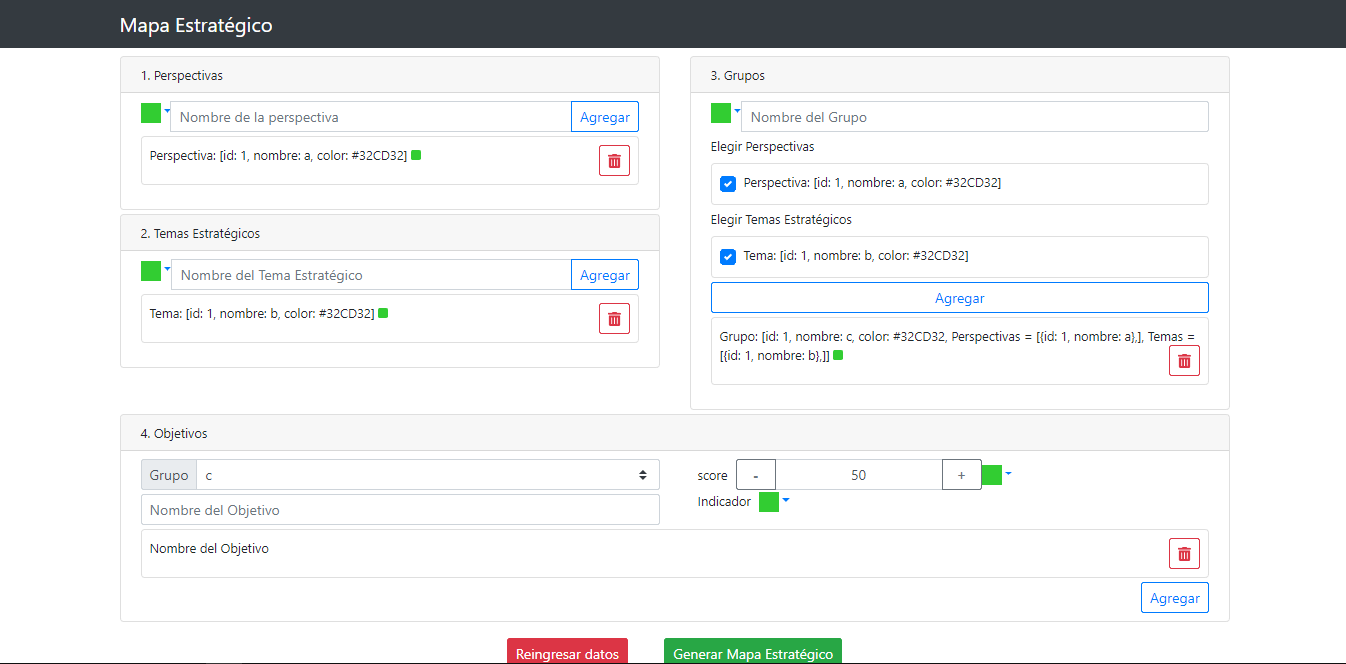 Mapa Estratégico
1. Perspectivas
Nombre de la perspectiva
Agregar
Perspectiva: [id: 1, nombre: a, color: #32CD32]
2. Temas Estratégicos
Nombre del Tema Estratégico
Agregar
Tema: [id: 1, nombre: b, color: #32CD32]
3. Grupos
Nombre del Grupo
Elegir Perspectivas
Perspectiva: [id: 1, nombre: a, color: #32CD32]
Elegir Temas Estratégicos
Tema: [id: 1, nombre: b, color: #32CD32]
Agregar
Grupo: [id: 1, nombre: c, color: #32CD32, Perspectivas = [{id: 1, nombre: a},], Temas =
[{id: 1, nombre: b},]]
4. Objetivos
Grupo c
score - 50 +
Nombre del Objetivo
Indicador
Nombre del Objetivo
Agregar
Reingresar datos
Generar Mapa Estratégico